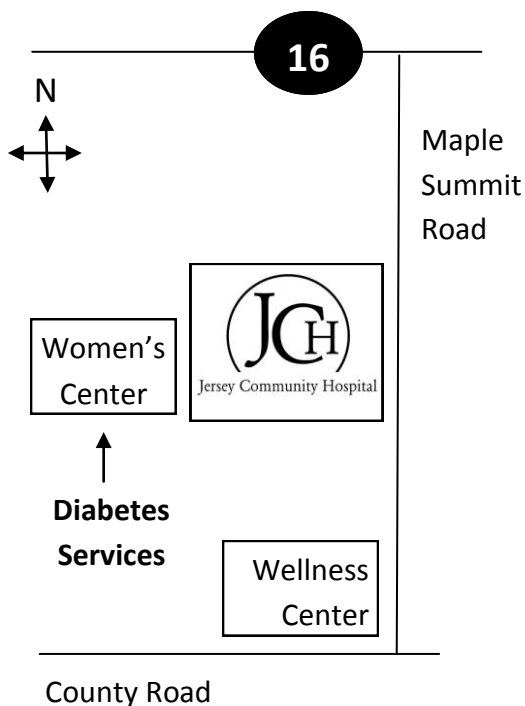 16
N
Maple
Summit
Road
JCH
Jersey Community Hospital
Women’s
Center
Diabetes
Services
Wellness
Center
County Road